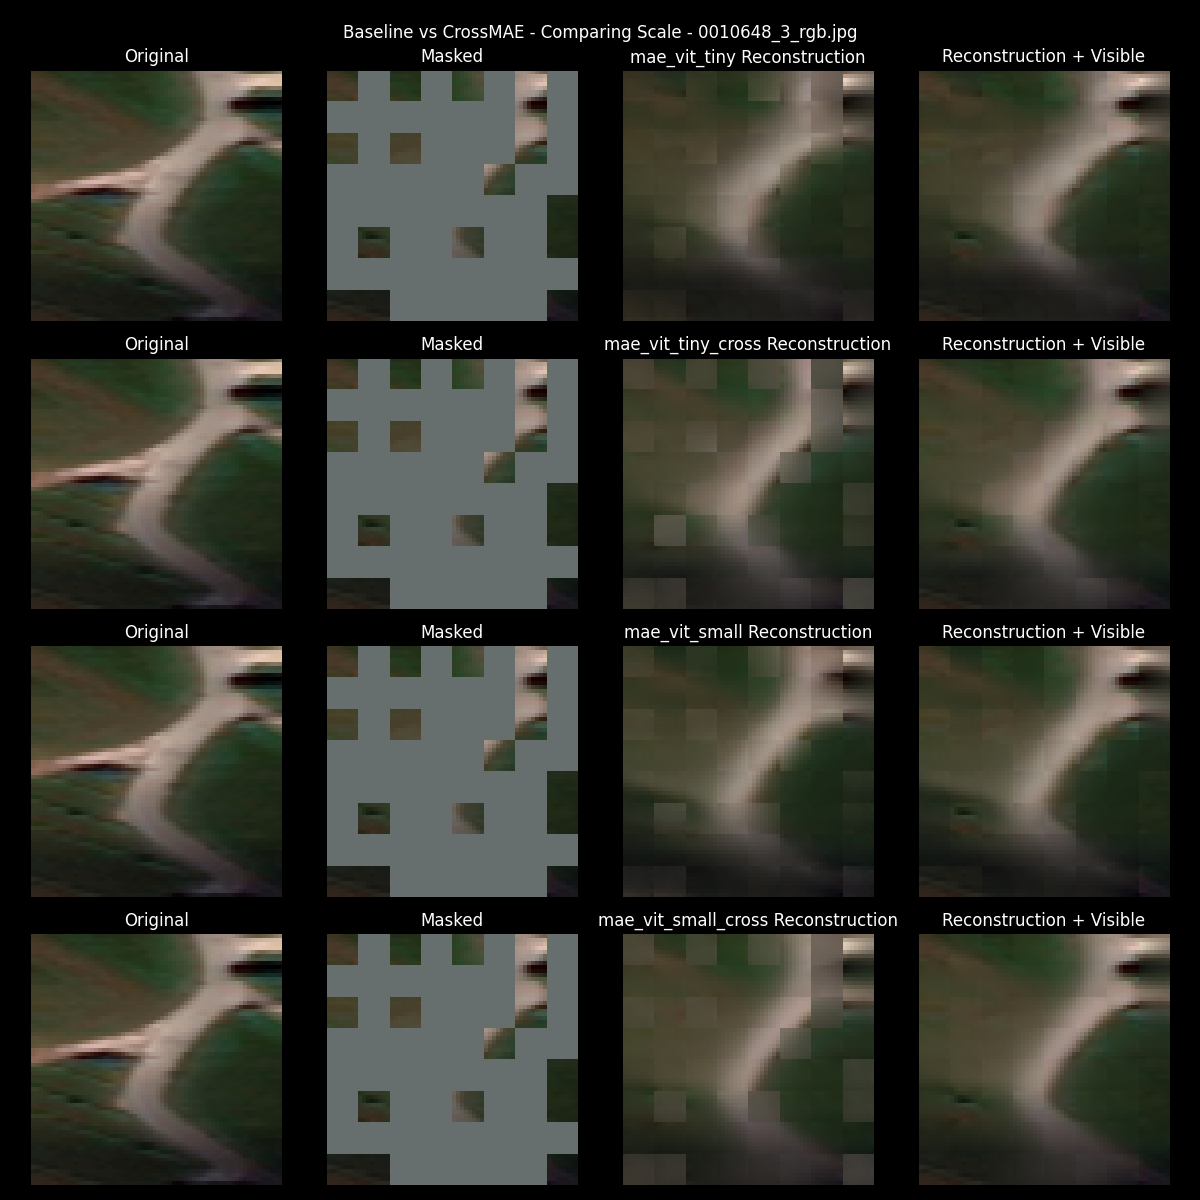 Baseline vs CrossMAE - Comparing Scale - 0010648_3_rgb.jpg
Original Masked mae_vit_tiny Reconstruction Reconstruction + Visible
Original Masked mae_vit_tiny_cross Reconstruction Reconstruction + Visible
Original Masked mae_vit_small Reconstruction Reconstruction + Visible
Original Masked mae_vit_small_cross Reconstruction Reconstruction + Visible